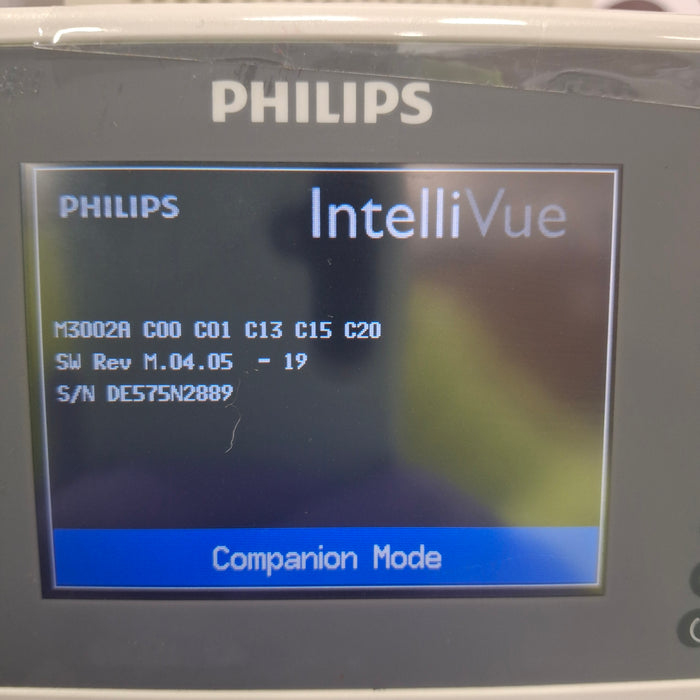 PHILIPS
PHILIPS IntelliVue
M3002A C00 C01 C13 C15 C20
SW Rev M.04.05 - 19
S/N DE575N2889
Companion Mode